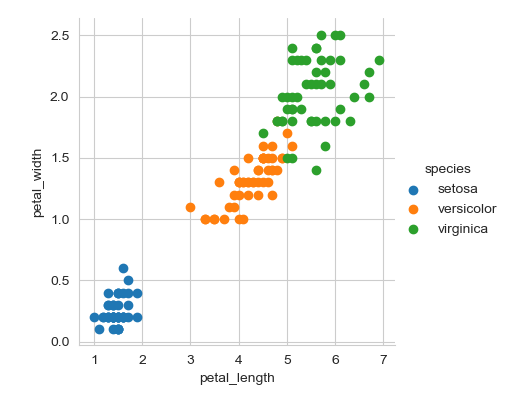 2.5
2.0
1.5
1.0
0.5
0.0
petal_width
1 2 3 4 5 6 7
petal_length
species
setosa
versicolor
virginica